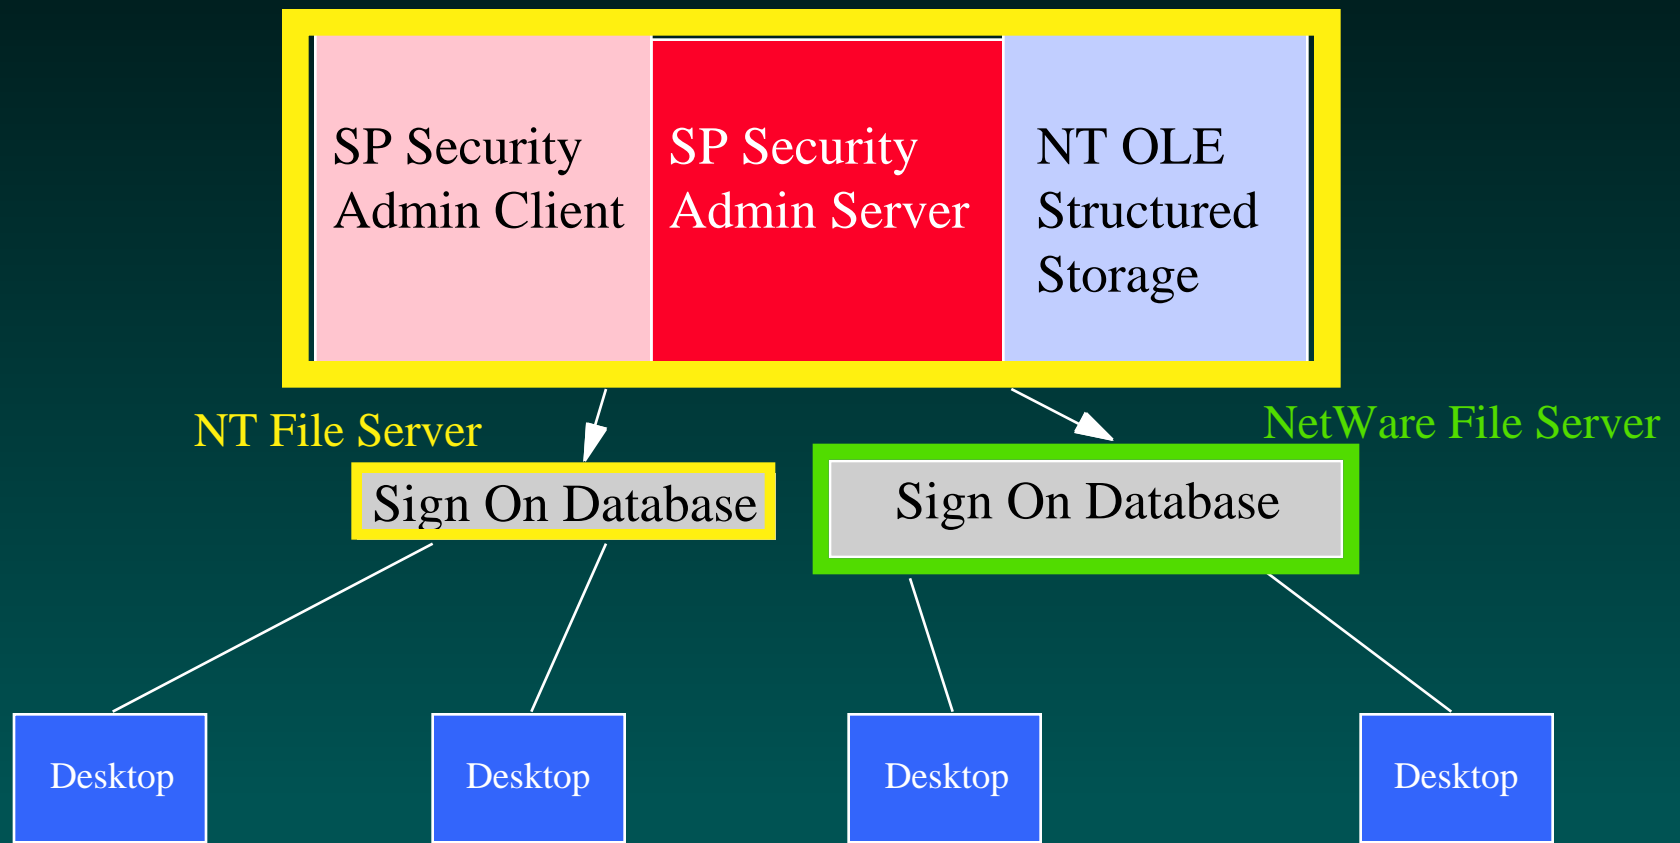 SP Security
Admin Client
SP Security
Admin Server
NT OLE
Structured
Storage
NT File Server
NetWare File Server
Sign On Database
Sign On Database
Desktop
Desktop
Desktop
Desktop